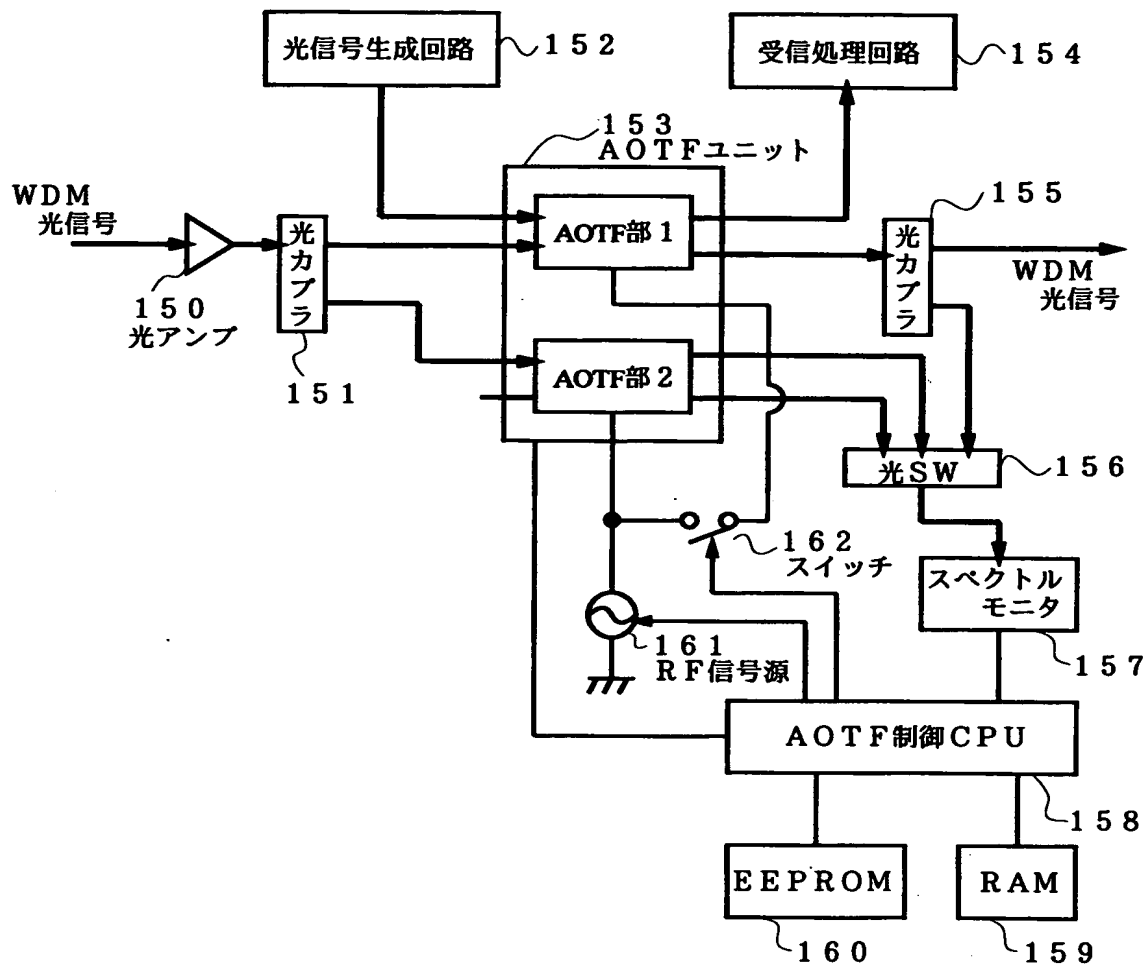 光信号生成回路
152
受信処理回路
154
153
AOTFユニット
WDM
光信号
150
光アンプ
光カプラ
151
AOTF部1
AOTF部2
155
光カプラ
WDM
光信号
光SW
156
162
スイッチ
スペクトル
モニタ
157
161
RF信号源
AOTF制御CPU
158
EEPROM
160
RAM
159